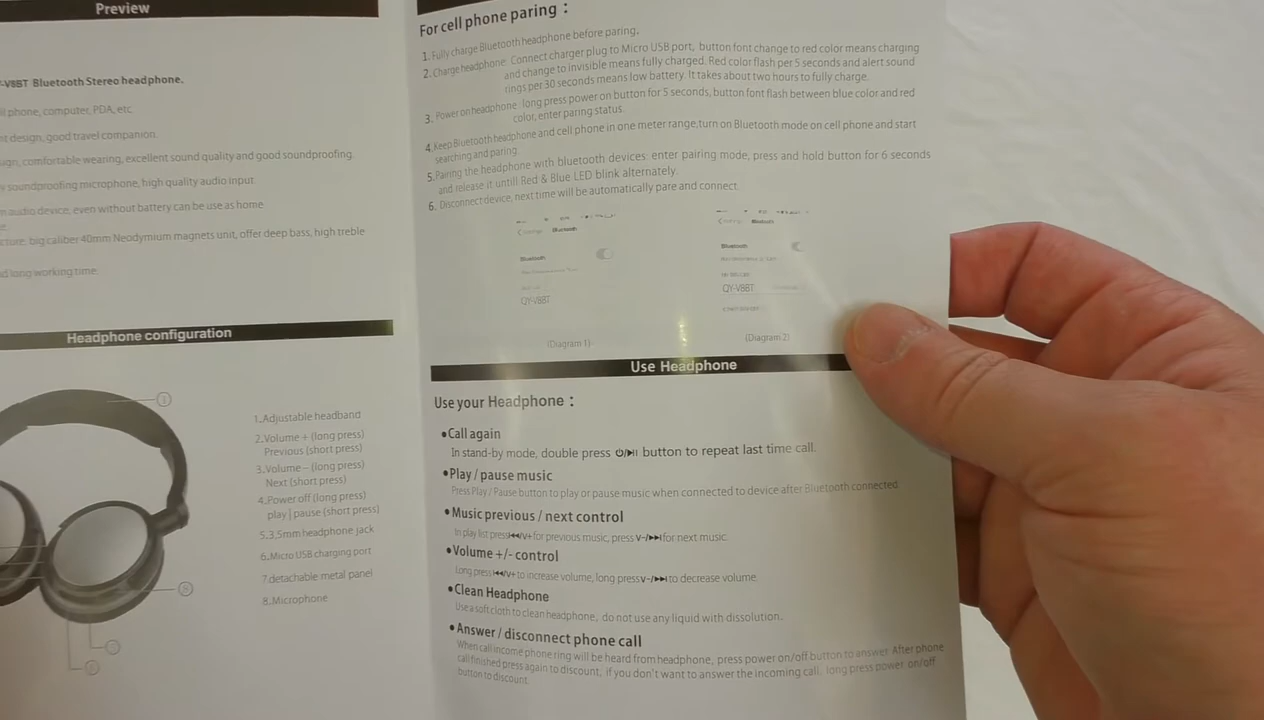 Preview
-V8BT Bluetooth Stereo headphone.
phone, computer, PDA, etc.
design, good travel companion.
comfortable wearing, excellent sound quality and good soundproofing.
soundproofing microphone, high quality audio input.
audio device, even without battery can be use as home
big caliber 40mm Neodymium magnets unit, offer deep bass, high treble
long working time.
Headphone configuration
①
1.Adjustable headband
2.Volume + (long press)
Previous (short press)
3.Volume – (long press)
Next (short press)
4.Power off (long press)
play | pause (short press)
5.3.5mm headphone jack
6.Micro USB charging port
7.detachable metal panel
8.Microphone
⑧
For cell phone paring :
1. Fully charge Bluetooth headphone before paring.
2. Charge headphone: Connect charger plug to Micro USB port, button font change to red color means charging
and change to invisible means fully charged. Red color flash per 5 seconds and alert sound
rings per 30 seconds means low battery. It takes about two hours to fully charge.
3. Power on headphone: long press power on button for 5 seconds, button font flash between blue color and red
color, enter paring status.
4. Keep Bluetooth headphone and cell phone in one meter range, turn on Bluetooth mode on cell phone and start
searching and paring.
5. Pairing the headphone with bluetooth devices: enter pairing mode, press and hold button for 6 seconds
and release it untill Red & Blue LED blink alternately.
6. Disconnect device, next time will be automatically pare and connect.
Bluetooth
Bluetooth
Bluetooth
Bluetooth
QY-V8BT
QY-V8BT
(Diagram 1)
(Diagram 2)
Use Headphone
Use your Headphone :
•Call again
In stand-by mode, double press ⏻/▶II button to repeat last time call.
•Play / pause music
Press Play / Pause button to play or pause music when connected to device after Bluetooth connected
•Music previous / next control
In play list press I◀◀/V+ for previous music, press V-/▶▶I for next music.
•Volume +/- control
Long press I◀◀/V+ to increase volume, long press V-/▶▶I to decrease volume
•Clean Headphone
Use a soft cloth to clean headphone, do not use any liquid with dissolution.
•Answer / disconnect phone call
When call income phone ring will be heard from headphone, press power on/off button to answer. After phone
call finished press again to discount, if you don't want to answer the incoming call, long press power on/off
button to discount.